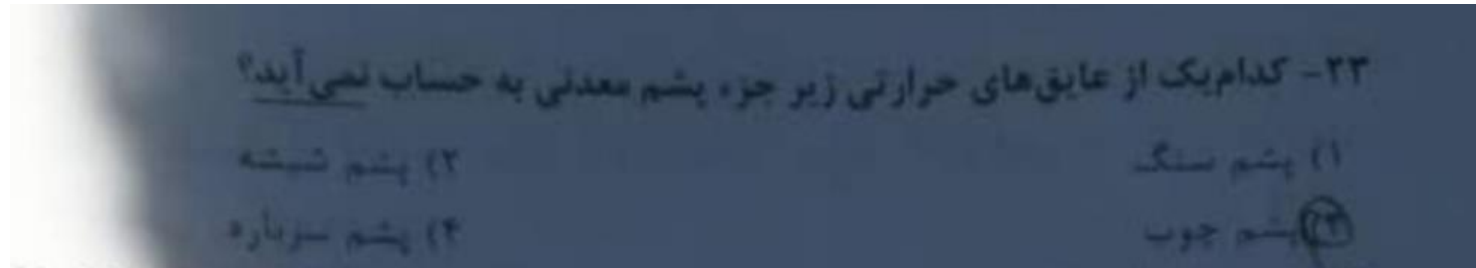 ۲۳- کدام‌یک از عایق‌های حرارتی زیر جزء پشم معدنی به حساب نمی‌آید؟
۱) پشم سنگ ۲) پشم شیشه
۳) پشم چوب ۴) پشم سرباره